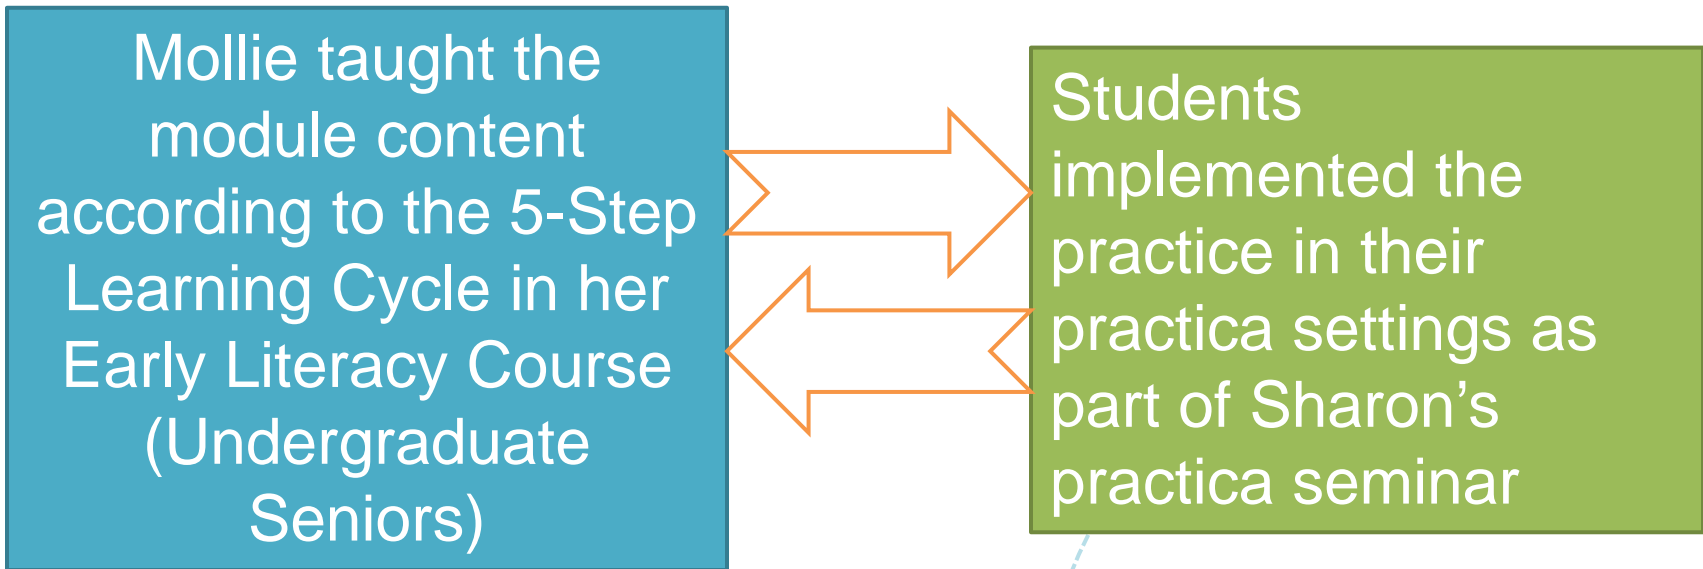 Mollie taught the
module content
according to the 5-Step
Learning Cycle in her
Early Literacy Course
(Undergraduate
Seniors)
Students
implemented the
practice in their
practica settings as
part of Sharon’s
practica seminar